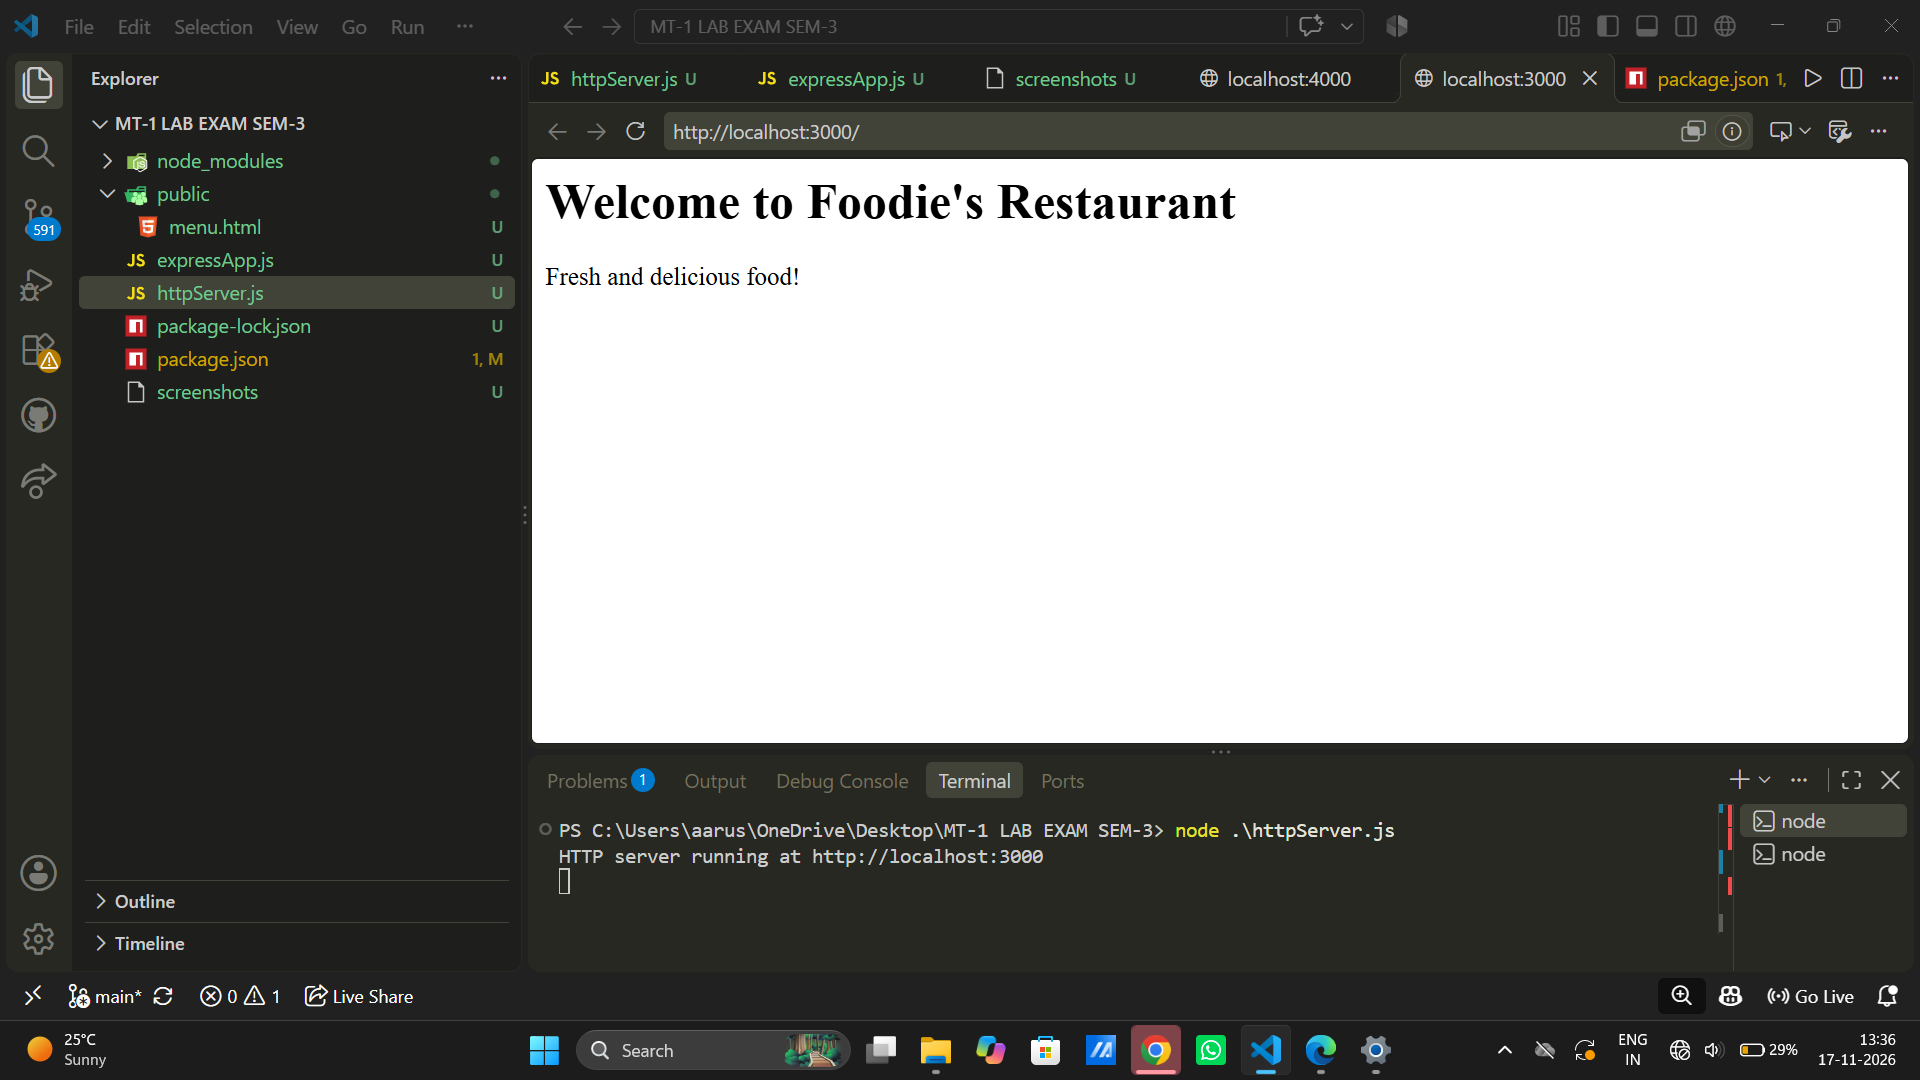 File Edit Selection View Go Run ···
MT-1 LAB EXAM SEM-3
Explorer
MT-1 LAB EXAM SEM-3
node_modules
public
menu.html U
expressApp.js U
httpServer.js U
package-lock.json U
package.json 1, M
screenshots U
591
Outline
Timeline
JS httpServer.js U
JS expressApp.js U
screenshots U
localhost:4000
localhost:3000
package.json 1,
http://localhost:3000/
Welcome to Foodie's Restaurant
Fresh and delicious food!
Problems 1 Output Debug Console Terminal Ports
PS C:\Users\aarus\OneDrive\Desktop\MT-1 LAB EXAM SEM-3> node .\httpServer.js
HTTP server running at http://localhost:3000
node
node
main* 0 1 Live Share
Go Live
25°C
Sunny
Search
ENG
IN
29%
13:36
17-11-2026